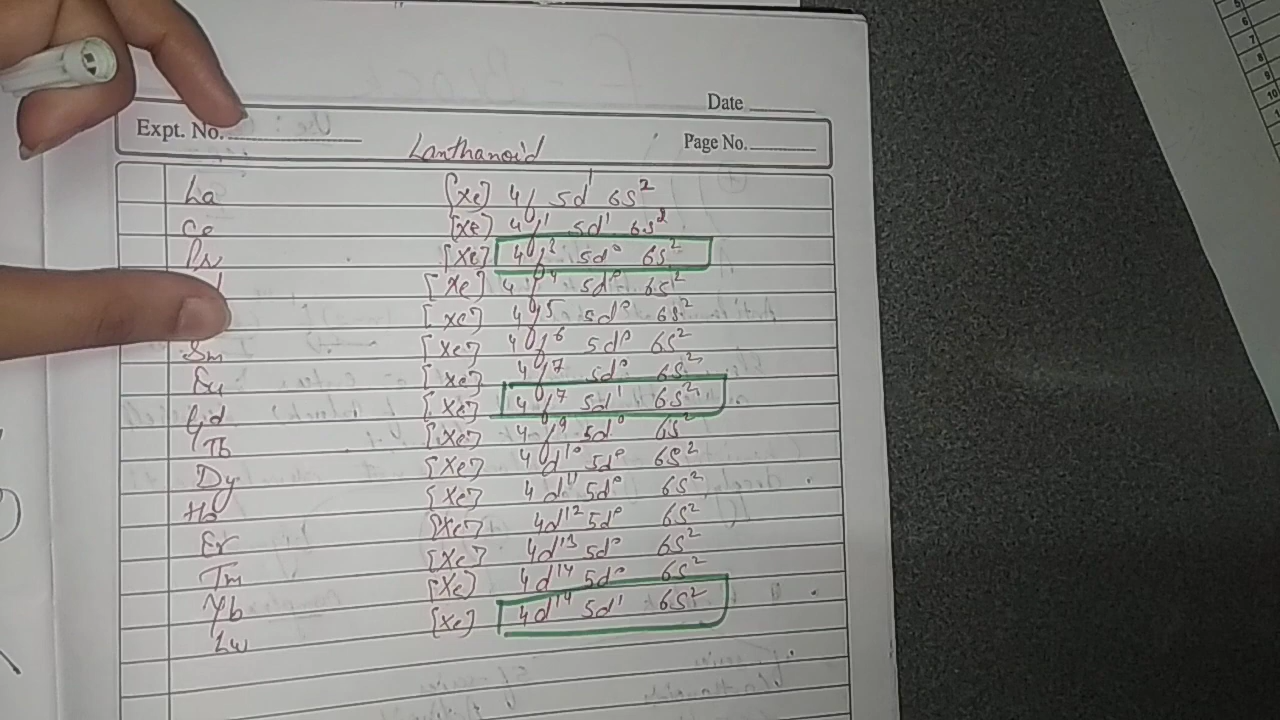 Date
Expt. No.
Lanthanoid
Page No.
La [Xe] 4f 5d¹ 6s²
Ce [Xe] 4f¹ 5d¹ 6s²
Pr [Xe] 4f² 5d⁰ 6s²
[Xe] 4f⁴ 5d⁰ 6s²
[Xe] 4f⁵ 5d⁰ 6s²
Sm [Xe] 4f⁶ 5d⁰ 6s²
Eu [Xe] 4f⁷ 5d⁰ 6s²
Gd [Xe] 4f⁷ 5d¹ 6s²
Tb [Xe] 4f⁹ 5d⁰ 6s²
Dy [Xe] 4d¹⁰ 5d⁰ 6s²
Ho [Xe] 4d¹¹ 5d⁰ 6s²
Er [Xe] 4d¹² 5d⁰ 6s²
Tm [Xe] 4d¹³ 5d⁰ 6s²
Yb [Xe] 4d¹⁴ 5d⁰ 6s²
Lw [Xe] 4d¹⁴ 5d¹ 6s²